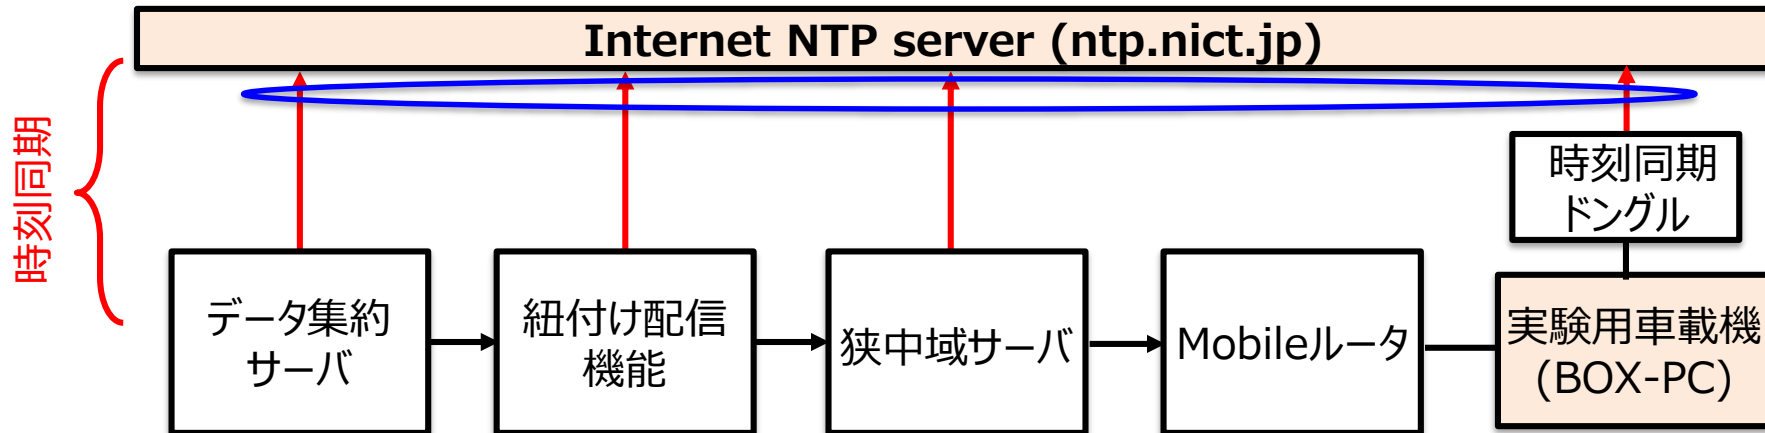 Internet NTP server (ntp.nict.jp)
時刻同期
時刻同期
ドングル
データ集約
サーバ
紐付け配信
機能
狭中域サーバ
Mobileルータ
実験用車載機
(BOX-PC)